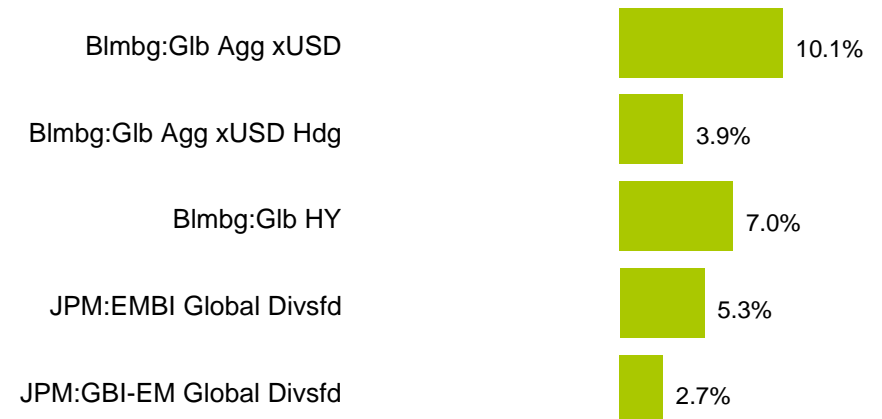 Blmbg:Glb Agg xUSD 10.1%
Blmbg:Glb Agg xUSD Hdg 3.9%
Blmbg:Glb HY 7.0%
JPM:EMBI Global Divsfd 5.3%
JPM:GBI-EM Global Divsfd 2.7%